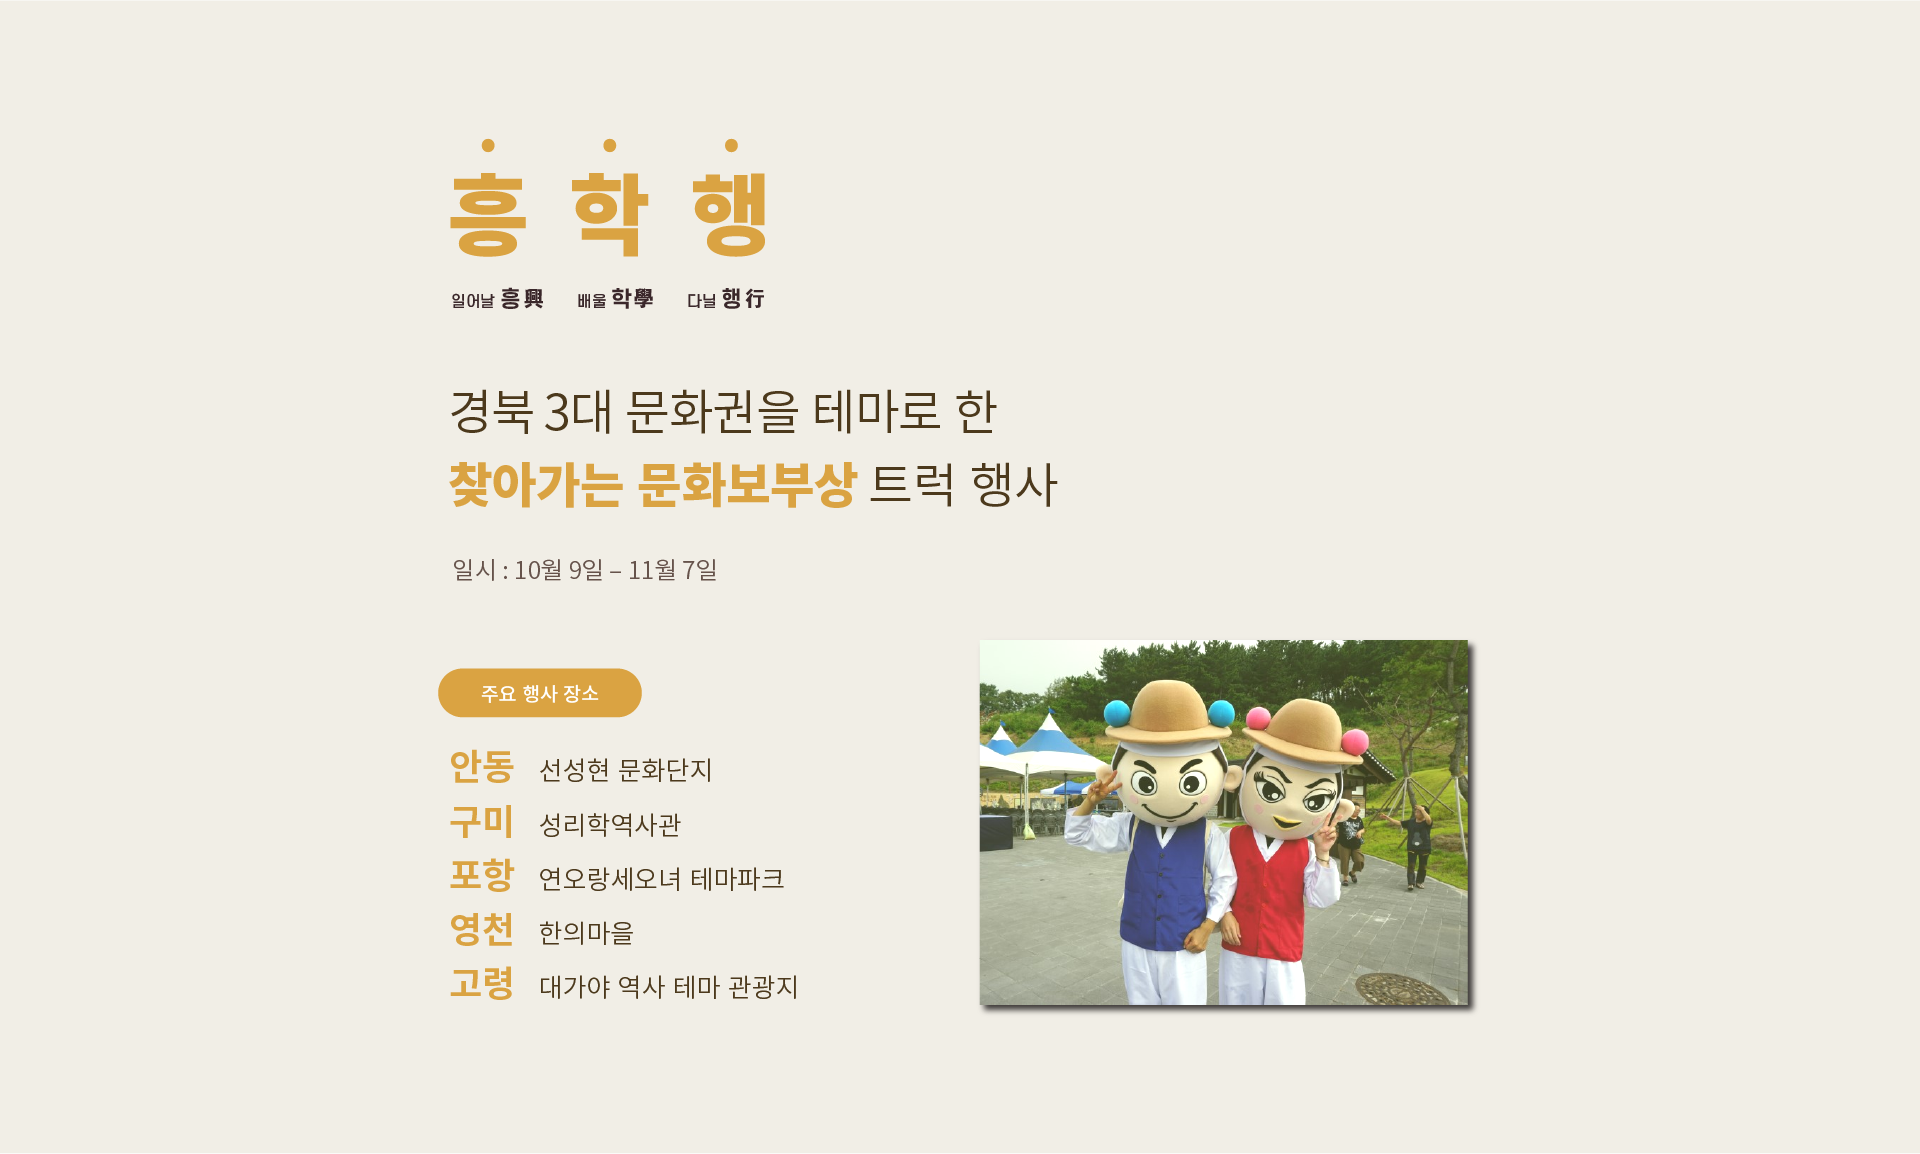 흥 학 행
일어날 흥 興 배울 학 學 다닐 행 行
경북 3대 문화권을 테마로 한
찾아가는 문화보부상 트럭 행사
일시 : 10월 9일 – 11월 7일
주요 행사 장소
안동 선성현 문화단지
구미 성리학역사관
포항 연오랑세오녀 테마파크
영천 한의마을
고령 대가야 역사 테마 관광지